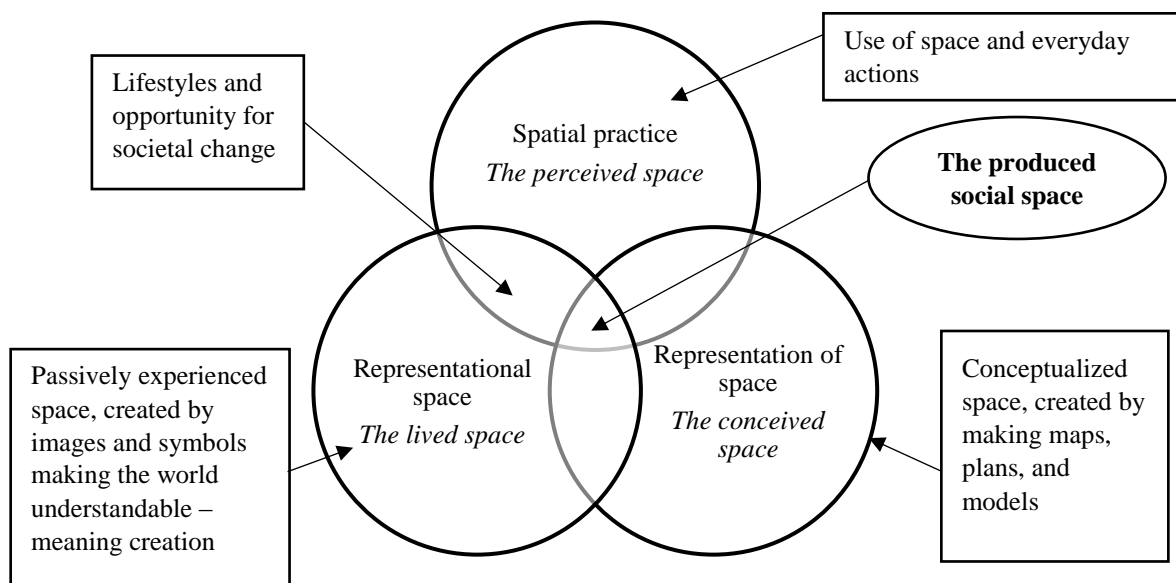 Use of space and everyday
actions
Lifestyles and
opportunity for
societal change
Spatial practice
The perceived space
The produced
social space
Passively experienced
space, created by
images and symbols
making the world
understandable –
meaning creation
Representational
space
The lived space
Representation of
space
The conceived
space
Conceptualized
space, created by
making maps,
plans, and
models